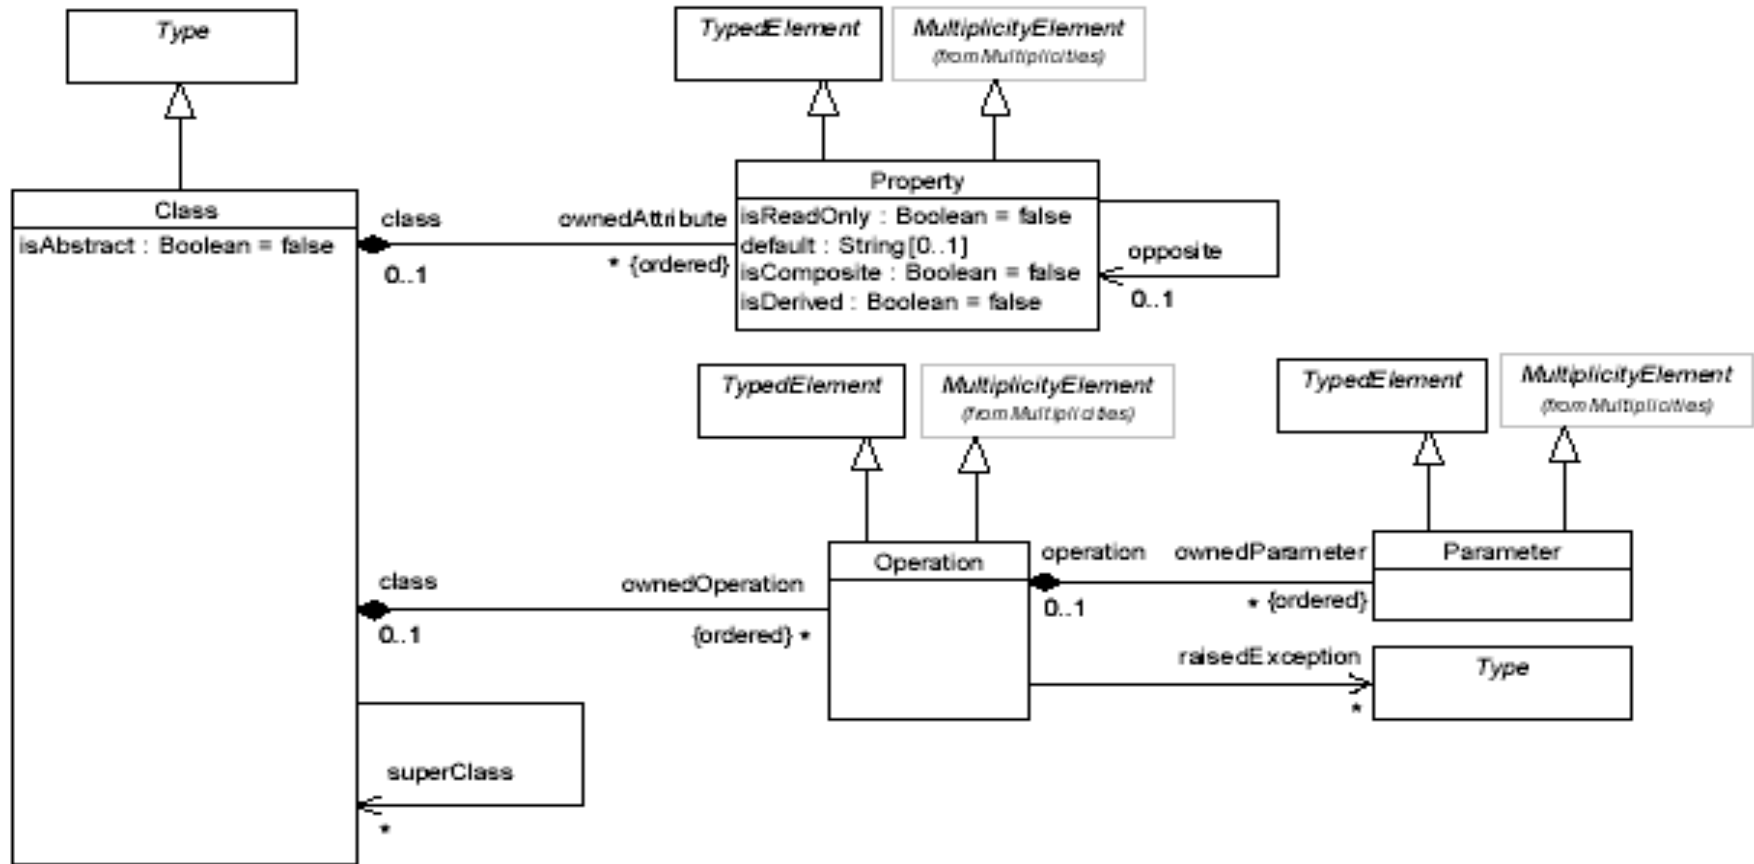 Type
TypedElement
MultiplicityElement
(from Multiplicities)
Property
isReadOnly : Boolean = false
default : String[0..1]
isComposite : Boolean = false
isDerived : Boolean = false
Class
isAbstract : Boolean = false
class
0..1
ownedAttribute
* {ordered}
opposite
0..1
TypedElement
MultiplicityElement
(from Multiplicities)
TypedElement
MultiplicityElement
(from Multiplicities)
class
0..1
ownedOperation
{ordered} *
Operation
operation
0..1
ownedParameter
* {ordered}
Parameter
raisedException
*
Type
superClass
*